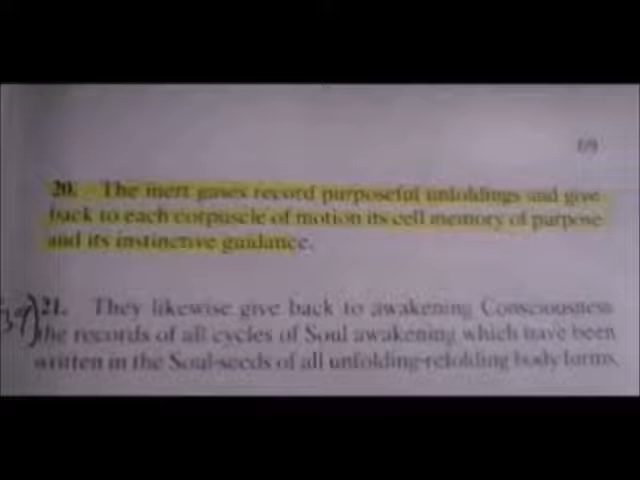 69
20. The inert gases record purposeful unfoldings and give
back to each corpuscle of motion its cell memory of purpose
and its instinctive guidance.
21. They likewise give back to awakening Consciousness
the records of all cycles of Soul awakening which have been
written in the Soul-seeds of all unfolding-refolding body forms.